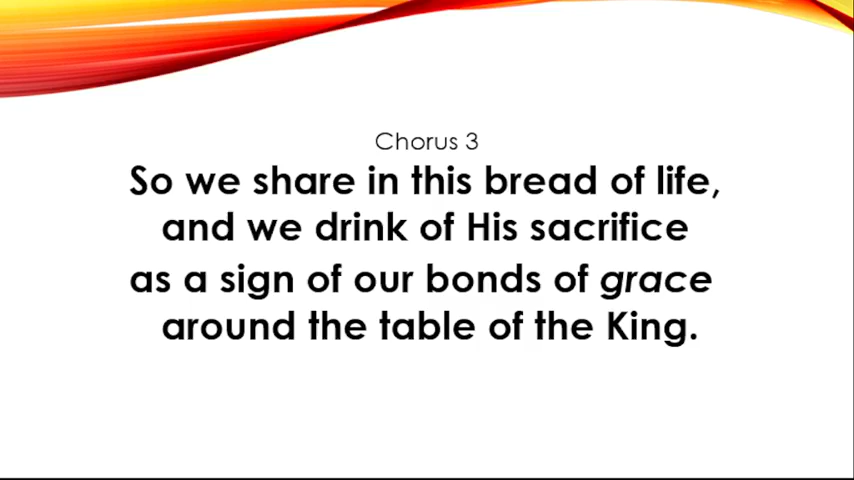 Chorus 3
So we share in this bread of life,
and we drink of His sacrifice
as a sign of our bonds of grace
around the table of the King.